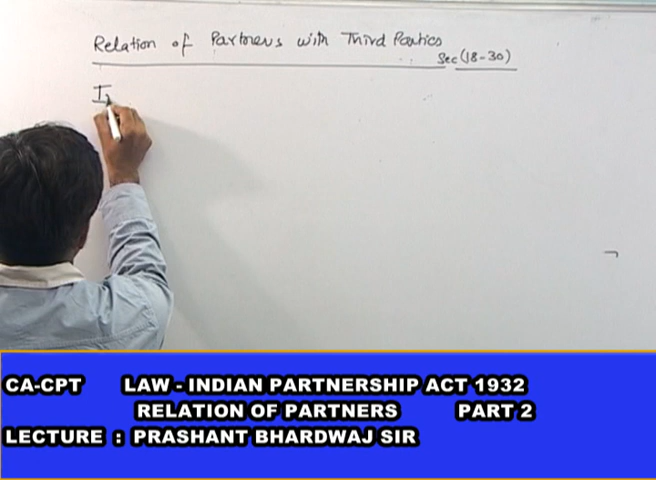 Relation of Partners with Third Parties
Sec (18-30)
I
CA-CPT LAW - INDIAN PARTNERSHIP ACT 1932
RELATION OF PARTNERS PART 2
LECTURE : PRASHANT BHARDWAJ SIR